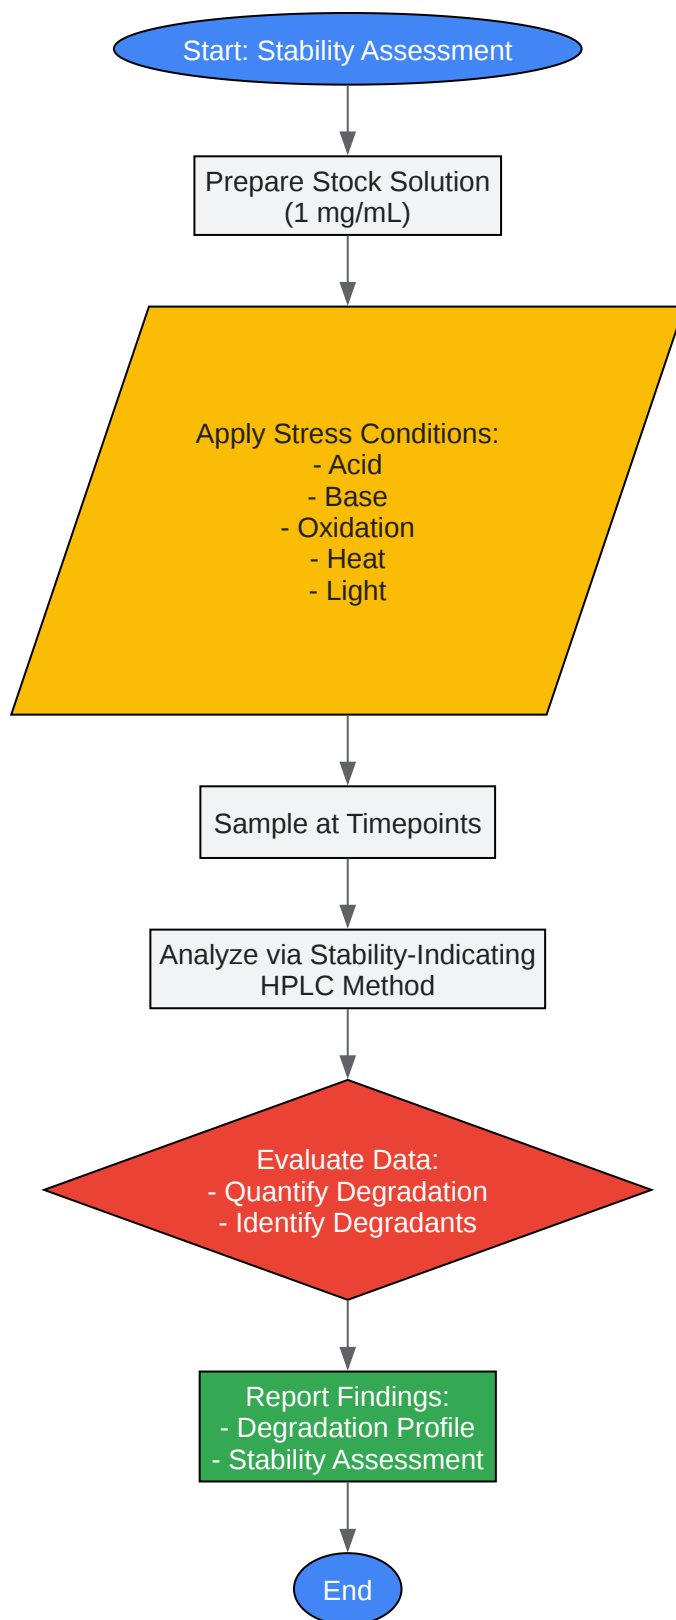 Start: Stability Assessment
Prepare Stock Solution
(1 mg/mL)
Apply Stress Conditions:
- Acid
- Base
- Oxidation
- Heat
- Light
Sample at Timepoints
Analyze via Stability-Indicating
HPLC Method
Evaluate Data:
- Quantify Degradation
- Identify Degradants
Report Findings:
- Degradation Profile
- Stability Assessment
End